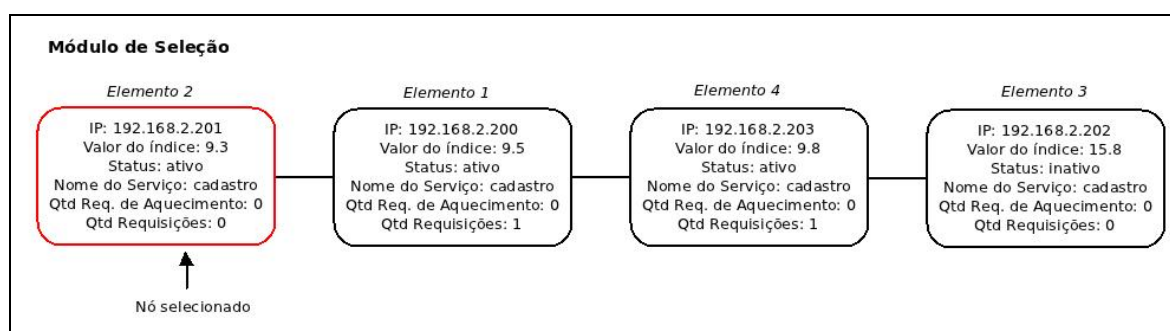 Módulo de Seleção
Elemento 2
IP: 192.168.2.201
Valor do índice: 9.3
Status: ativo
Nome do Serviço: cadastro
Qtd Req. de Aquecimento: 0
Qtd Requisições: 0
Nó selecionado
Elemento 1
IP: 192.168.2.200
Valor do índice: 9.5
Status: ativo
Nome do Serviço: cadastro
Qtd Req. de Aquecimento: 0
Qtd Requisições: 1
Elemento 4
IP: 192.168.2.203
Valor do índice: 9.8
Status: ativo
Nome do Serviço: cadastro
Qtd Req. de Aquecimento: 0
Qtd Requisições: 1
Elemento 3
IP: 192.168.2.202
Valor do índice: 15.8
Status: inativo
Nome do Serviço: cadastro
Qtd Req. de Aquecimento: 0
Qtd Requisições: 0